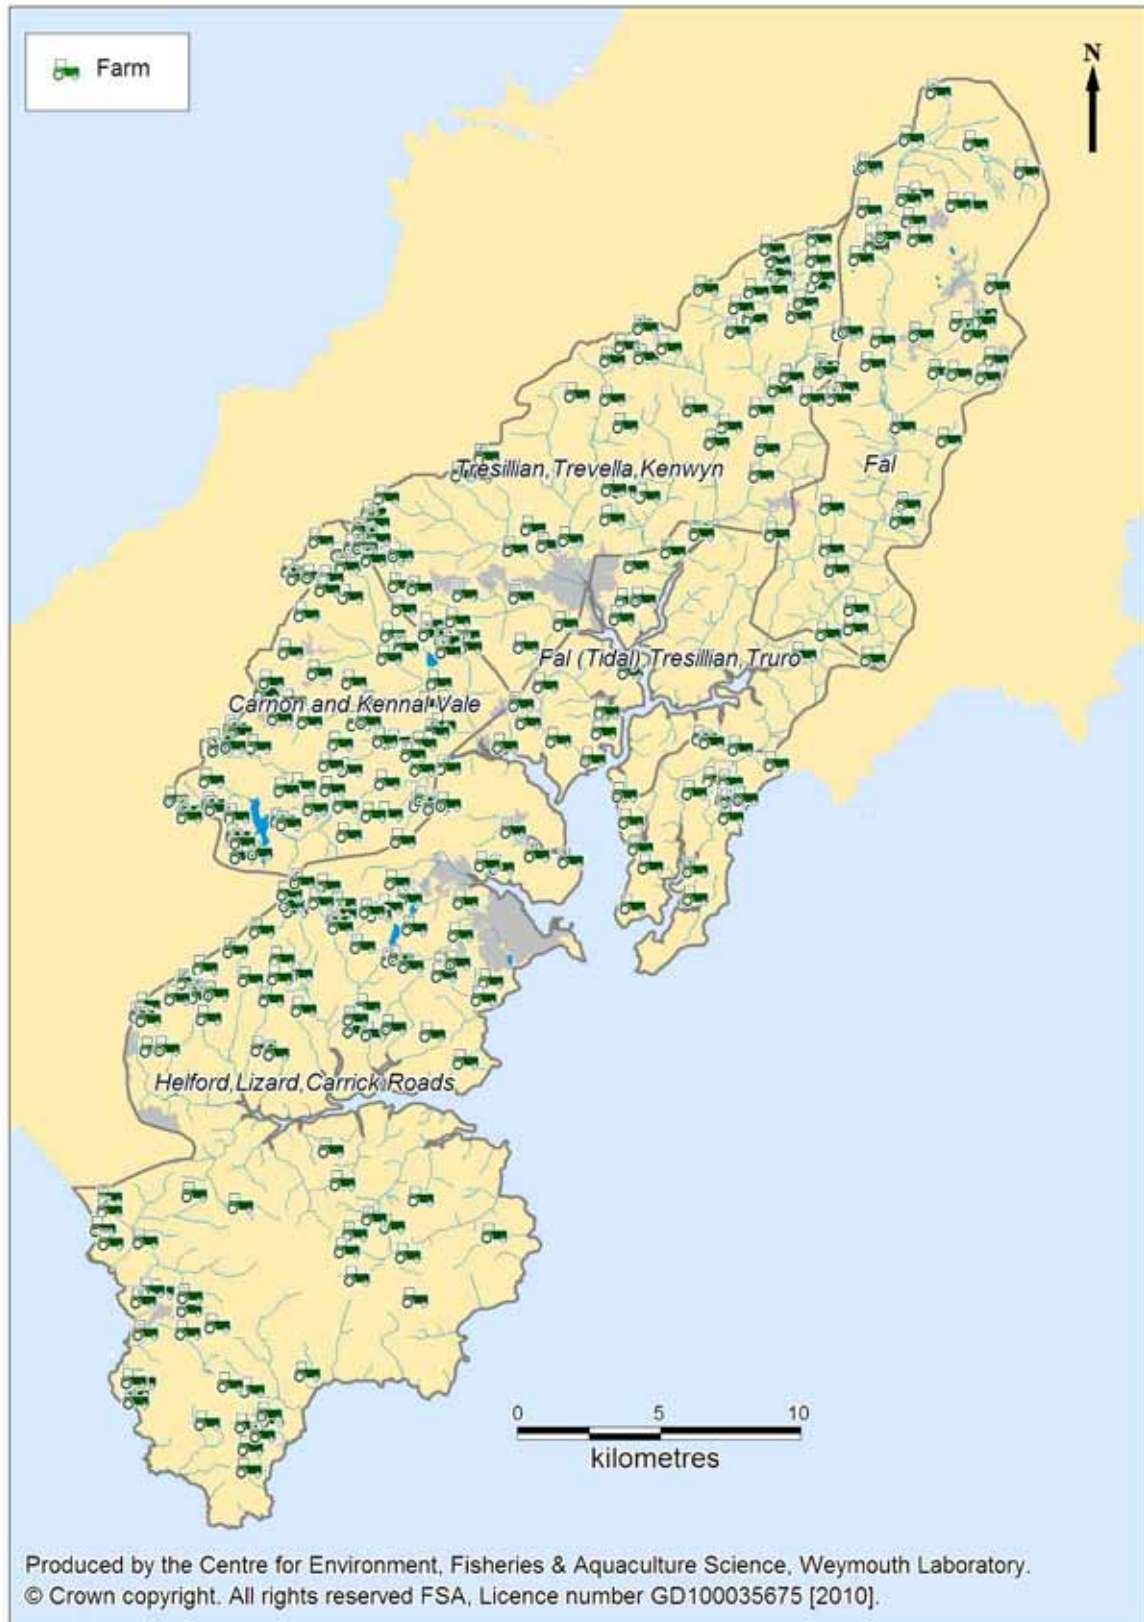 Farm
N
Tresillian,Trevella,Kenwyn
Fal
Fal (Tidal),Tresillian,Truro
Carnon and Kennal Vale
Helford,Lizard,Carrick Roads
0 5 10
kilometres
Produced by the Centre for Environment, Fisheries & Aquaculture Science, Weymouth Laboratory.
© Crown copyright. All rights reserved FSA, Licence number GD100035675 [2010].